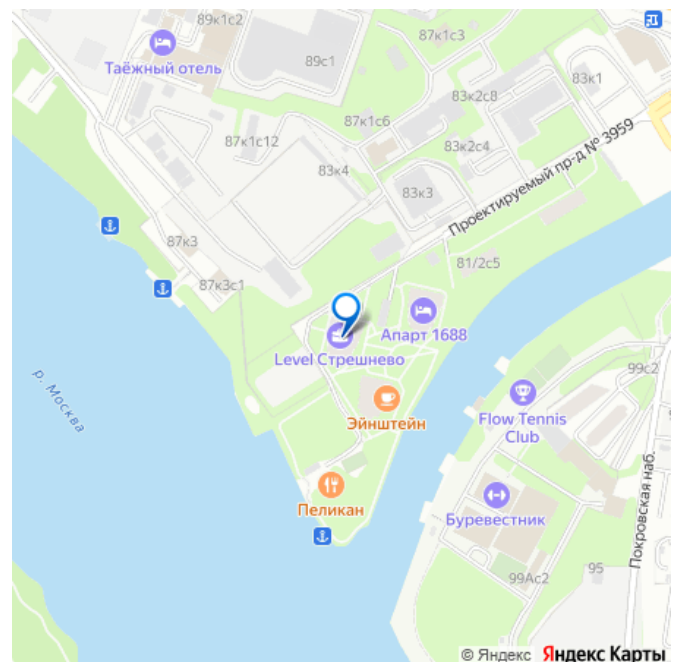 89к1с2
87к1с3
Таёжный отель
89с1
83к1
83к2с8
87к1с6
87к1с12
83к2с4
Проектируемый пр-д № 3959
83к4
83к3
87к3
81/2с5
87к3с1
Апарт 1688
Level Стрешнево
99с2
р. Москва
Эйнштейн
Flow Tennis
Club
Покровская наб.
Пеликан
Буревестник
95
99Ас2
© Яндекс Яндекс Карты